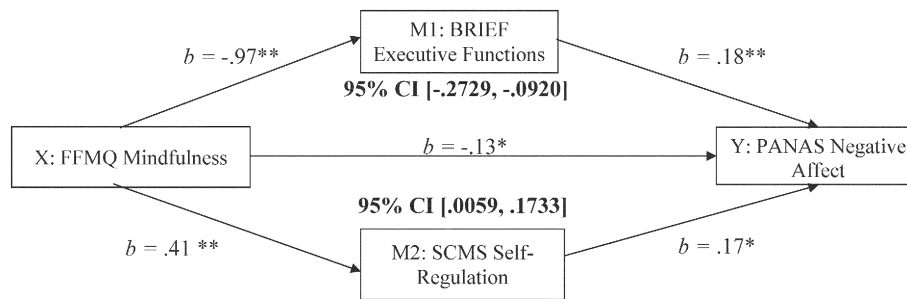 M1: BRIEF
Executive Functions
b = -.97**
b = .18**
95% CI [-.2729, -.0920]
X: FFMQ Mindfulness
b = -.13*
Y: PANAS Negative
Affect
95% CI [.0059, .1733]
b = .41 **
M2: SCMS Self-
Regulation
b = .17*